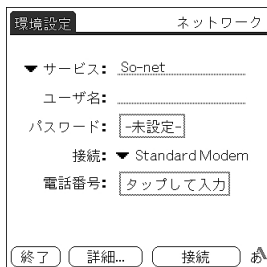 環境設定 ネットワーク
▼ サービス: So-net
ユーザ名:
パスワード: -未設定-
接続: ▼ Standard Modem
電話番号: タップして入力
終了 詳細... 接続 あ